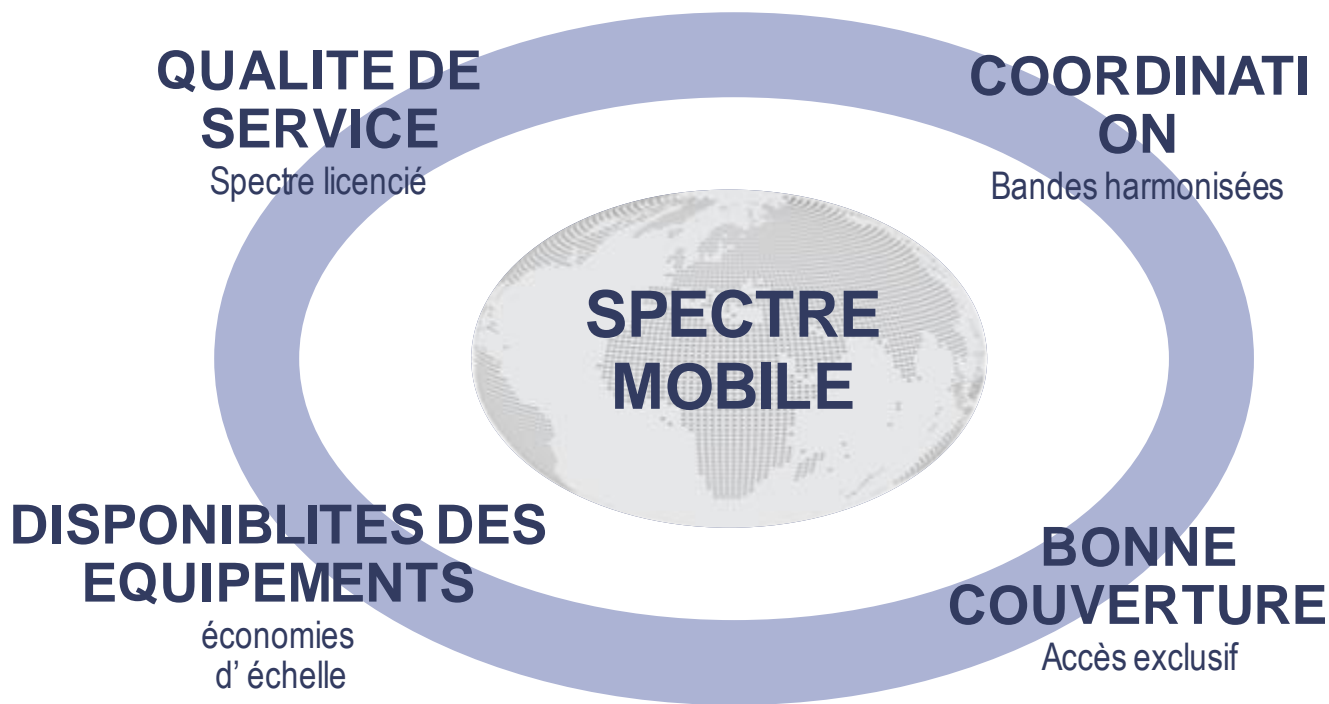 QUALITE DE
SERVICE
Spectre licencié
COORDINATI
ON
Bandes harmonisées
SPECTRE
MOBILE
DISPONIBLITES DES
EQUIPEMENTS
économies
d’ échelle
BONNE
COUVERTURE
Accès exclusif